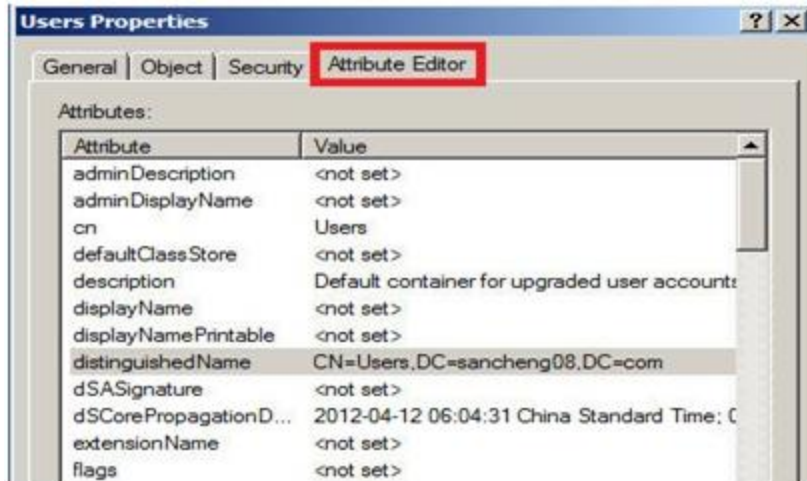 Users Properties
General Object Security Attribute Editor
Attributes:
Attribute Value
adminDescription <not set>
adminDisplayName <not set>
cn Users
defaultClassStore <not set>
description Default container for upgraded user accounts
displayName <not set>
displayNamePrintable <not set>
distinguishedName CN=Users,DC=sancheng08,DC=com
dSASignature <not set>
dSCorePropagationD... 2012-04-12 06:04:31 China Standard Time; 0
extensionName <not set>
flags <not set>